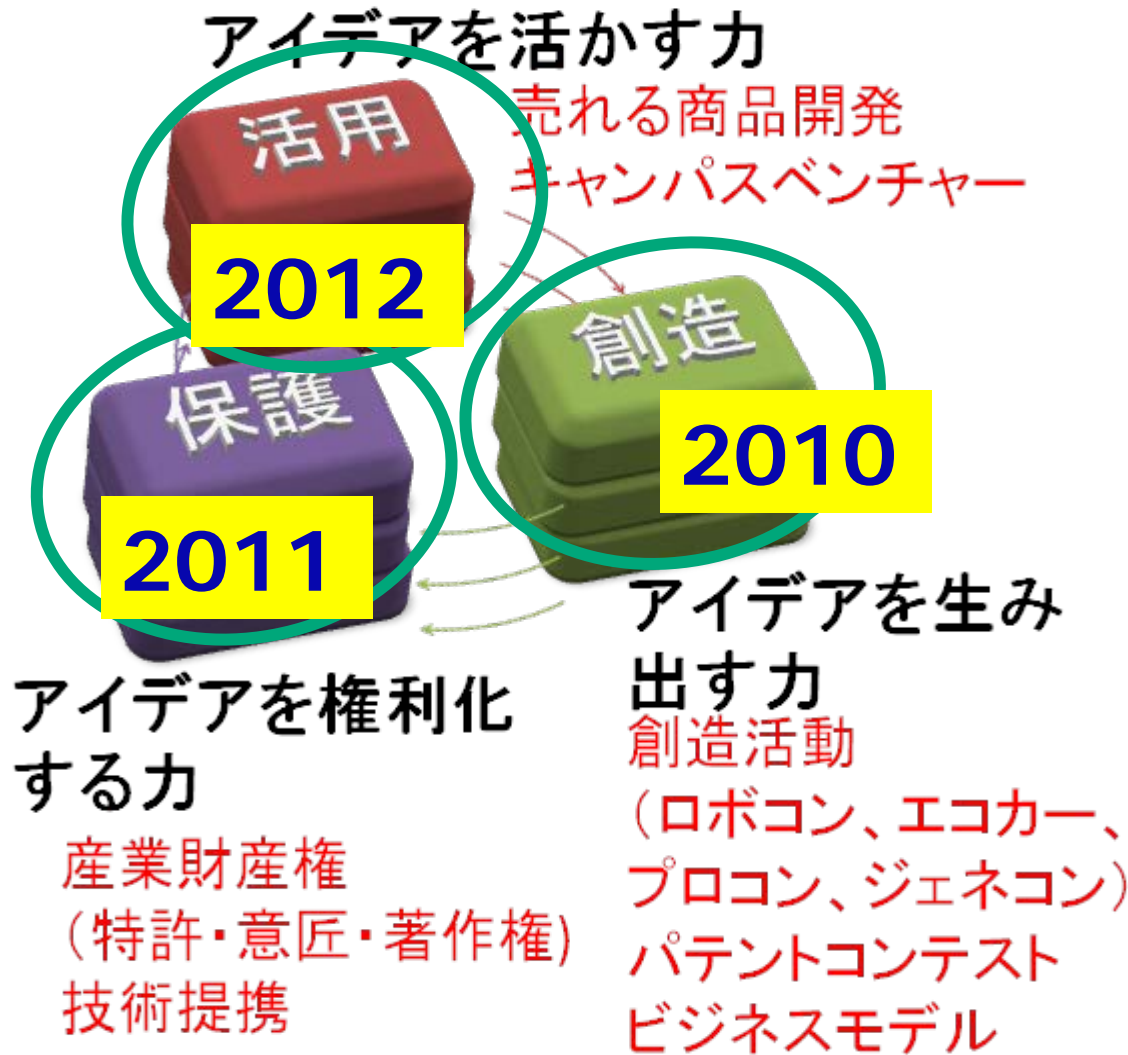 アイデアを活かす力
売れる商品開発
キャンパスベンチャー
活用
2012
創造
2010
保護
2011
アイデアを生み
出す力
創造活動
（ロボコン、エコカー、
プロコン、ジェネコン）
パテントコンテスト
ビジネスモデル
アイデアを権利化
する力
産業財産権
（特許・意匠・著作権)
技術提携